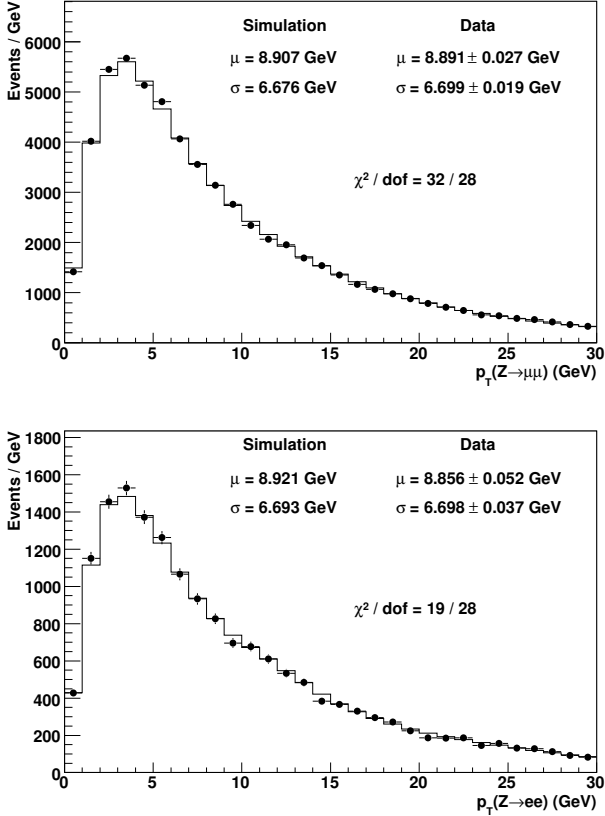 Events / GeV
6000
5000
4000
3000
2000
1000
0
Simulation Data
μ = 8.907 GeV μ = 8.891 ± 0.027 GeV
σ = 6.676 GeV σ = 6.699 ± 0.019 GeV
χ² / dof = 32 / 28
0 5 10 15 20 25 30
p_T(Z→μμ) (GeV)
Events / GeV
1800
1600
1400
1200
1000
800
600
400
200
0
Simulation Data
μ = 8.921 GeV μ = 8.856 ± 0.052 GeV
σ = 6.693 GeV σ = 6.698 ± 0.037 GeV
χ² / dof = 19 / 28
0 5 10 15 20 25 30
p_T(Z→ee) (GeV)